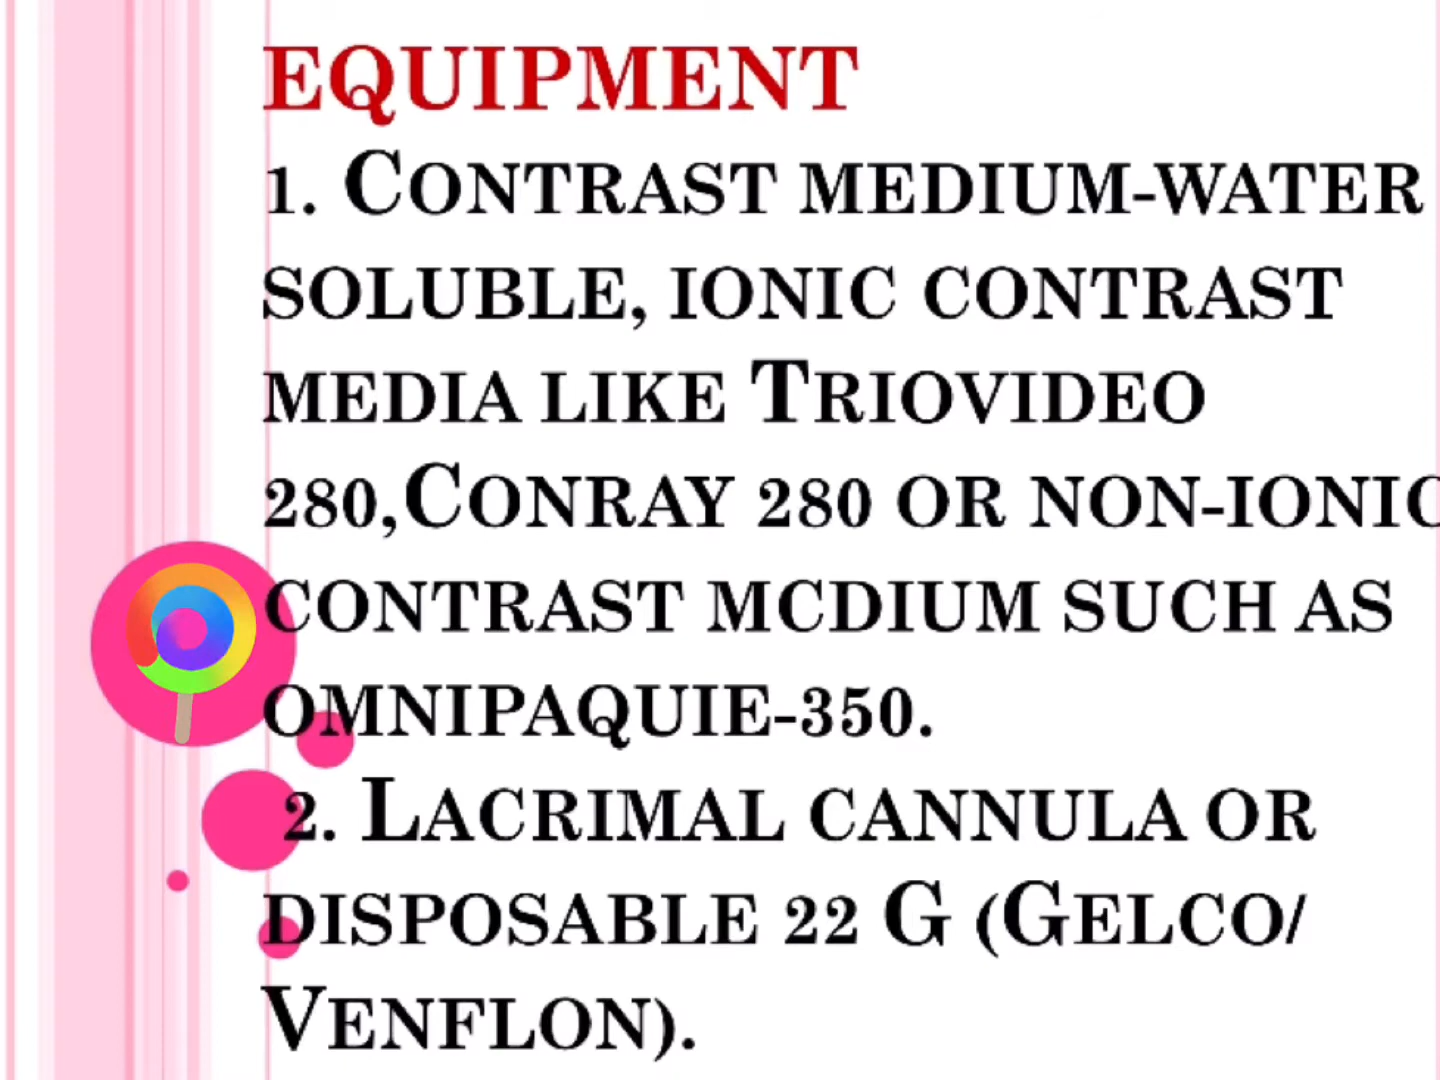 EQUIPMENT
1. CONTRAST MEDIUM-WATER
SOLUBLE, IONIC CONTRAST
MEDIA LIKE TRIOVIDEO
280,CONRAY 280 OR NON-IONIC
CONTRAST MCDIUM SUCH AS
OMNIPAQUIE-350.
2. LACRIMAL CANNULA OR
DISPOSABLE 22 G (GELCO/
VENFLON).